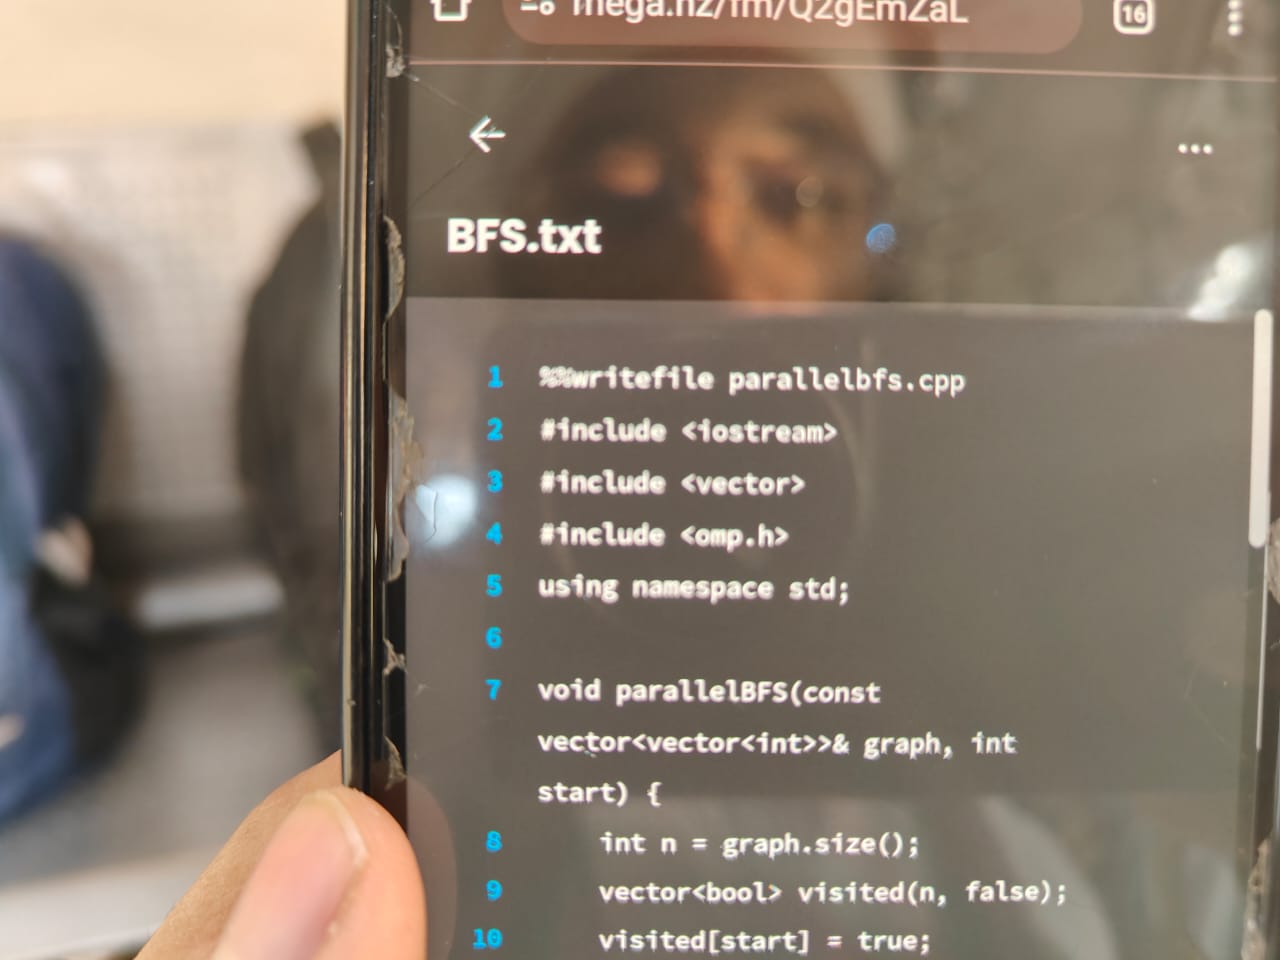 mega.nz/fm/Q2gEmZaL
16
BFS.txt
1 %%writefile parallelbfs.cpp
2 #include <iostream>
3 #include <vector>
4 #include <omp.h>
5 using namespace std;
6
7 void parallelBFS(const
vector<vector<int>>& graph, int
start) {
8 int n = graph.size();
9 vector<bool> visited(n, false);
10 visited[start] = true;